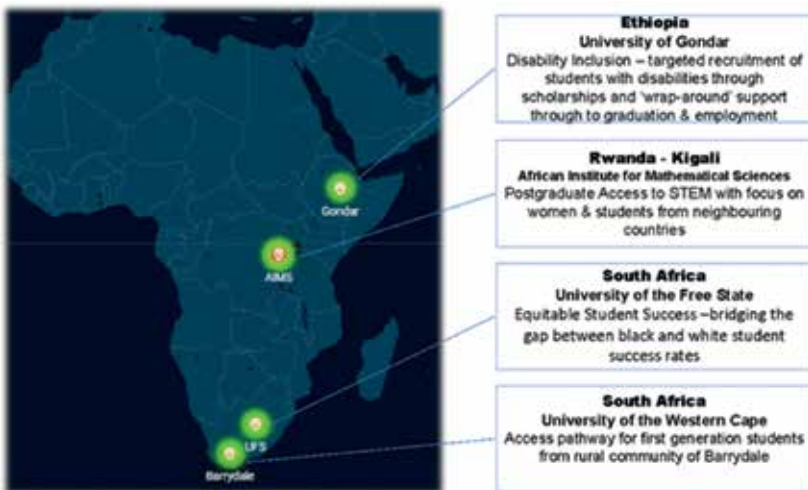 Gondar
AIMS
UFS
Barrydale
Ethiopia
University of Gondar
Disability Inclusion – targeted recruitment of
students with disabilities through
scholarships and 'wrap-around' support
through to graduation & employment
Rwanda - Kigali
African Institute for Mathematical Sciences
Postgraduate Access to STEM with focus on
women & students from neighbouring
countries
South Africa
University of the Free State
Equitable Student Success –bridging the
gap between black and white student
success rates
South Africa
University of the Western Cape
Access pathway for first generation students
from rural community of Barrydale